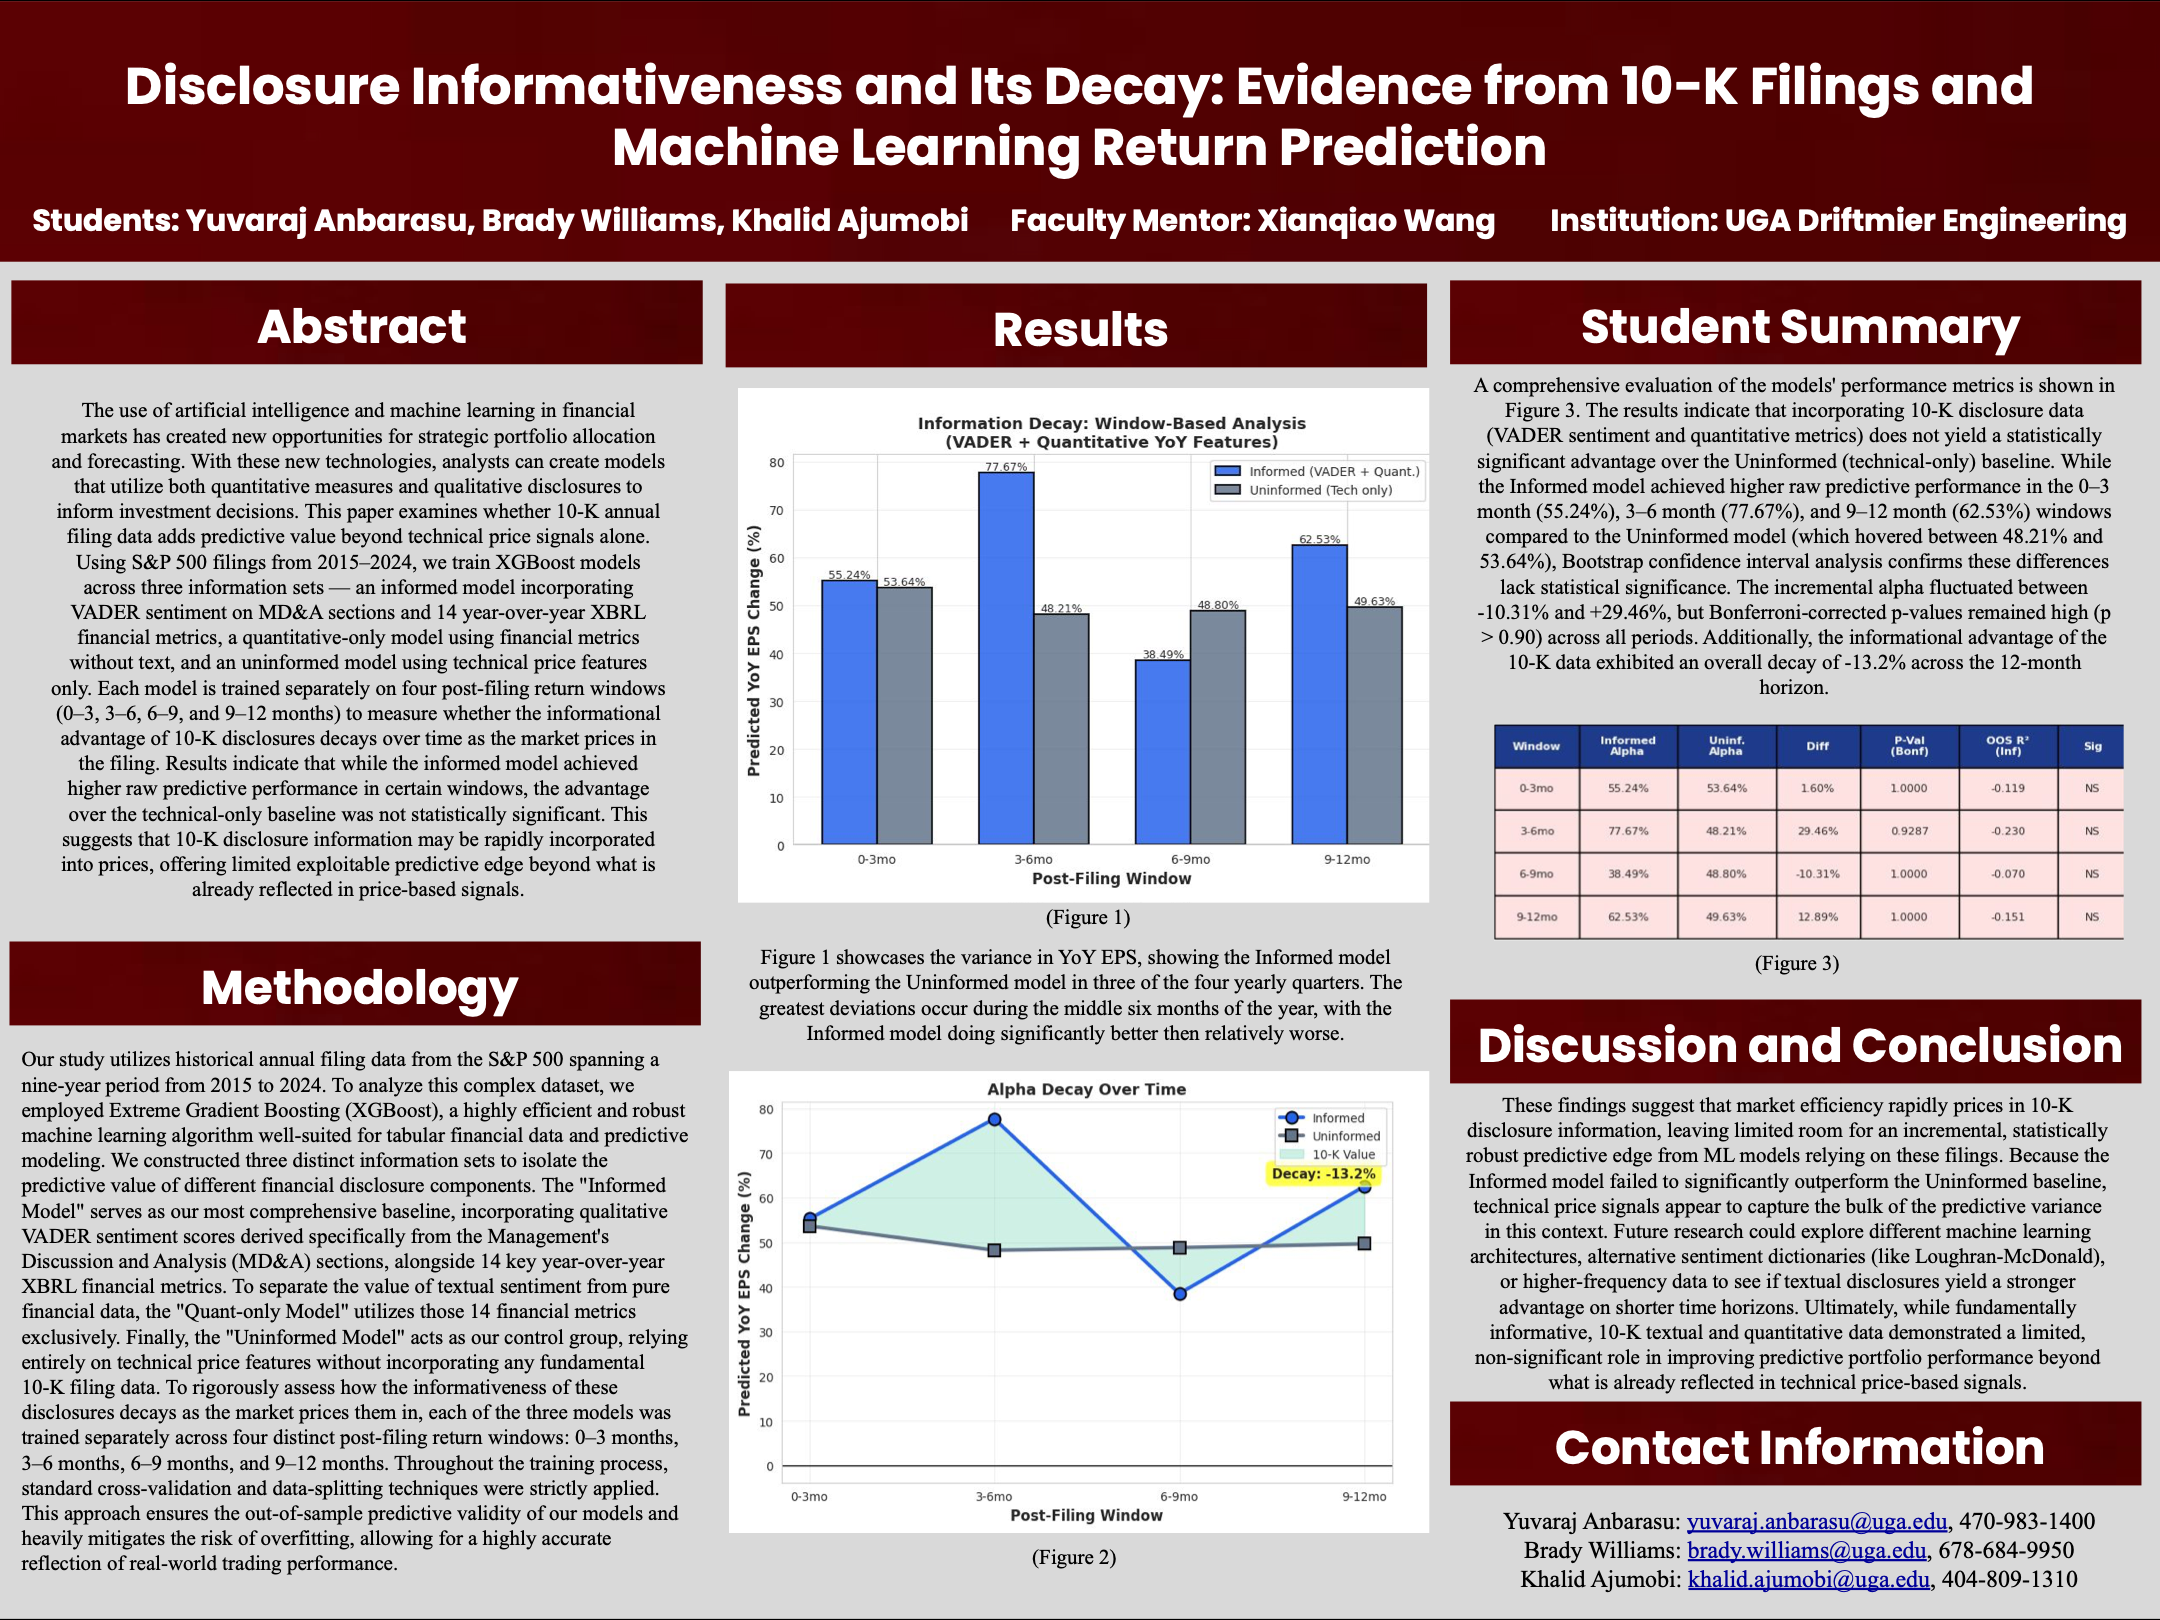 Disclosure Informativeness and Its Decay: Evidence from 10-K Filings and
Machine Learning Return Prediction
Students: Yuvaraj Anbarasu, Brady Williams, Khalid Ajumobi Faculty Mentor: Xianqiao Wang Institution: UGA Driftmier Engineering
Abstract
The use of artificial intelligence and machine learning in financial
markets has created new opportunities for strategic portfolio allocation
and forecasting. With these new technologies, analysts can create models
that utilize both quantitative measures and qualitative disclosures to
inform investment decisions. This paper examines whether 10-K annual
filing data adds predictive value beyond technical price signals alone.
Using S&P 500 filings from 2015–2024, we train XGBoost models
across three information sets — an informed model incorporating
VADER sentiment on MD&A sections and 14 year-over-year XBRL
financial metrics, a quantitative-only model using financial metrics
without text, and an uninformed model using technical price features
only. Each model is trained separately on four post-filing return windows
(0–3, 3–6, 6–9, and 9–12 months) to measure whether the informational
advantage of 10-K disclosures decays over time as the market prices in
the filing. Results indicate that while the informed model achieved
higher raw predictive performance in certain windows, the advantage
over the technical-only baseline was not statistically significant. This
suggests that 10-K disclosure information may be rapidly incorporated
into prices, offering limited exploitable predictive edge beyond what is
already reflected in price-based signals.
Methodology
Our study utilizes historical annual filing data from the S&P 500 spanning a
nine-year period from 2015 to 2024. To analyze this complex dataset, we
employed Extreme Gradient Boosting (XGBoost), a highly efficient and robust
machine learning algorithm well-suited for tabular financial data and predictive
modeling. We constructed three distinct information sets to isolate the
predictive value of different financial disclosure components. The "Informed
Model" serves as our most comprehensive baseline, incorporating qualitative
VADER sentiment scores derived specifically from the Management's
Discussion and Analysis (MD&A) sections, alongside 14 key year-over-year
XBRL financial metrics. To separate the value of textual sentiment from pure
financial data, the "Quant-only Model" utilizes those 14 financial metrics
exclusively. Finally, the "Uninformed Model" acts as our control group, relying
entirely on technical price features without incorporating any fundamental
10-K filing data. To rigorously assess how the informativeness of these
disclosures decays as the market prices them in, each of the three models was
trained separately across four distinct post-filing return windows: 0–3 months,
3–6 months, 6–9 months, and 9–12 months. Throughout the training process,
standard cross-validation and data-splitting techniques were strictly applied.
This approach ensures the out-of-sample predictive validity of our models and
heavily mitigates the risk of overfitting, allowing for a highly accurate
reflection of real-world trading performance.
Results
Information Decay: Window-Based Analysis
(VADER + Quantitative YoY Features)
Informed (VADER + Quant.)
Uninformed (Tech only)
Predicted YoY EPS Change (%)
80
70
60
50
40
30
20
10
0
55.24% 53.64%
77.67% 48.21%
38.49% 48.80%
62.53% 49.63%
0-3mo 3-6mo 6-9mo 9-12mo
Post-Filing Window
(Figure 1)
Figure 1 showcases the variance in YoY EPS, showing the Informed model
outperforming the Uninformed model in three of the four yearly quarters. The
greatest deviations occur during the middle six months of the year, with the
Informed model doing significantly better then relatively worse.
Alpha Decay Over Time
Informed
Uninformed
10-K Value
Decay: -13.2%
Predicted YoY EPS Change (%)
80
70
60
50
40
30
20
10
0
0-3mo 3-6mo 6-9mo 9-12mo
Post-Filing Window
(Figure 2)
Student Summary
A comprehensive evaluation of the models' performance metrics is shown in
Figure 3. The results indicate that incorporating 10-K disclosure data
(VADER sentiment and quantitative metrics) does not yield a statistically
significant advantage over the Uninformed (technical-only) baseline. While
the Informed model achieved higher raw predictive performance in the 0–3
month (55.24%), 3–6 month (77.67%), and 9–12 month (62.53%) windows
compared to the Uninformed model (which hovered between 48.21% and
53.64%), Bootstrap confidence interval analysis confirms these differences
lack statistical significance. The incremental alpha fluctuated between
-10.31% and +29.46%, but Bonferroni-corrected p-values remained high (p
> 0.90) across all periods. Additionally, the informational advantage of the
10-K data exhibited an overall decay of -13.2% across the 12-month
horizon.
Window Informed Alpha Uninf. Alpha Diff P-Val (Bonf) OOS R² (Inf) Sig
0-3mo 55.24% 53.64% 1.60% 1.0000 -0.119 NS
3-6mo 77.67% 48.21% 29.46% 0.9287 -0.230 NS
6-9mo 38.49% 48.80% -10.31% 1.0000 -0.070 NS
9-12mo 62.53% 49.63% 12.89% 1.0000 -0.151 NS
(Figure 3)
Discussion and Conclusion
These findings suggest that market efficiency rapidly prices in 10-K
disclosure information, leaving limited room for an incremental, statistically
robust predictive edge from ML models relying on these filings. Because the
Informed model failed to significantly outperform the Uninformed baseline,
technical price signals appear to capture the bulk of the predictive variance
in this context. Future research could explore different machine learning
architectures, alternative sentiment dictionaries (like Loughran-McDonald),
or higher-frequency data to see if textual disclosures yield a stronger
advantage on shorter time horizons. Ultimately, while fundamentally
informative, 10-K textual and quantitative data demonstrated a limited,
non-significant role in improving predictive portfolio performance beyond
what is already reflected in technical price-based signals.
Contact Information
Yuvaraj Anbarasu: yuvaraj.anbarasu@uga.edu, 470-983-1400
Brady Williams: brady.williams@uga.edu, 678-684-9950
Khalid Ajumobi: khalid.ajumobi@uga.edu, 404-809-1310